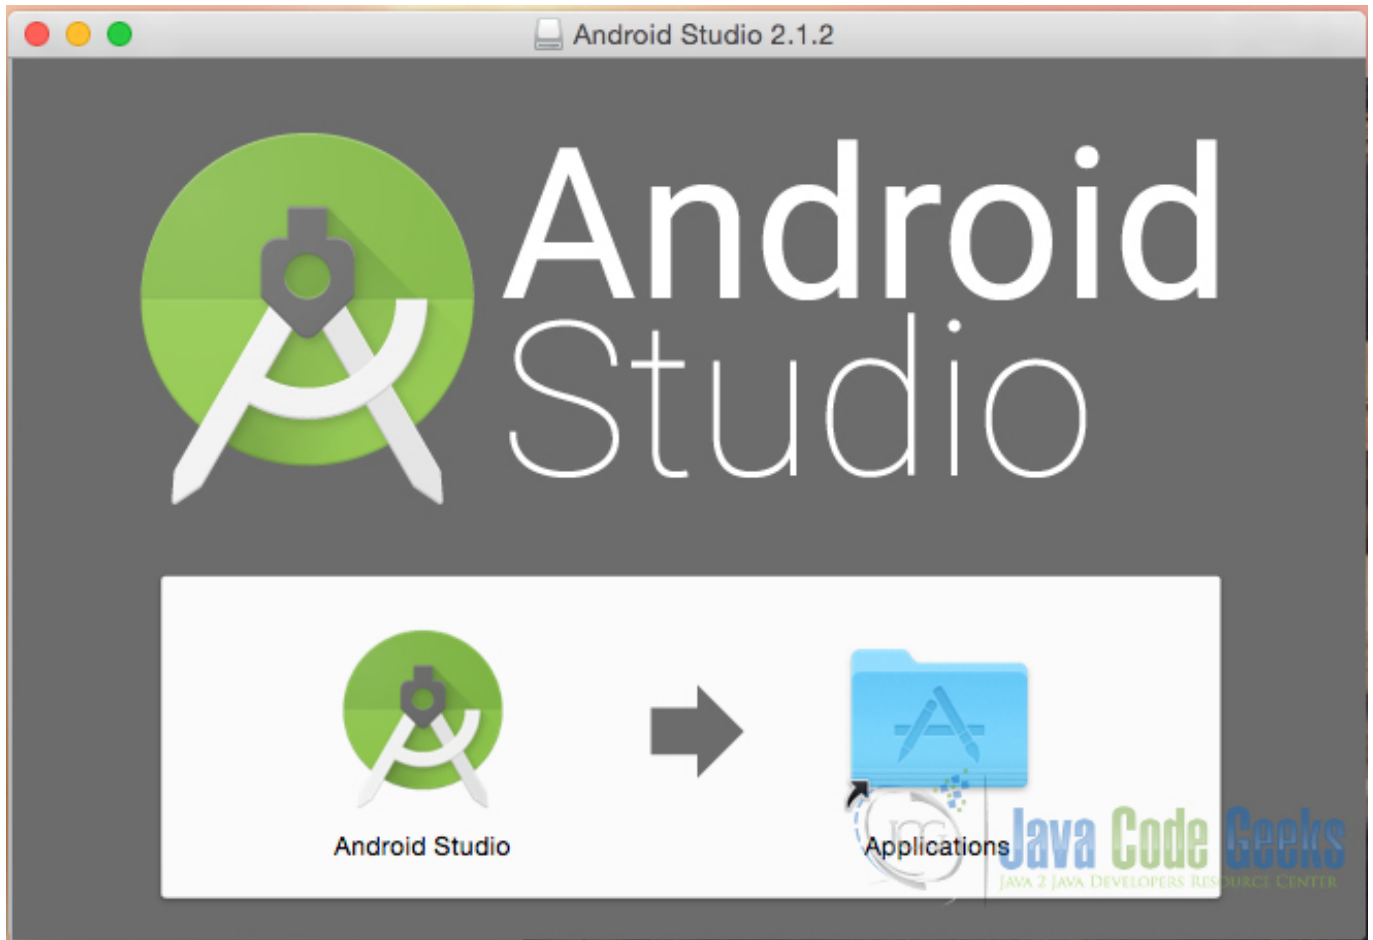 Android Studio 2.1.2
Android
Studio
Android Studio
Applications
JCG
Java Code Geeks
JAVA 2 JAVA DEVELOPERS RESOURCE CENTER